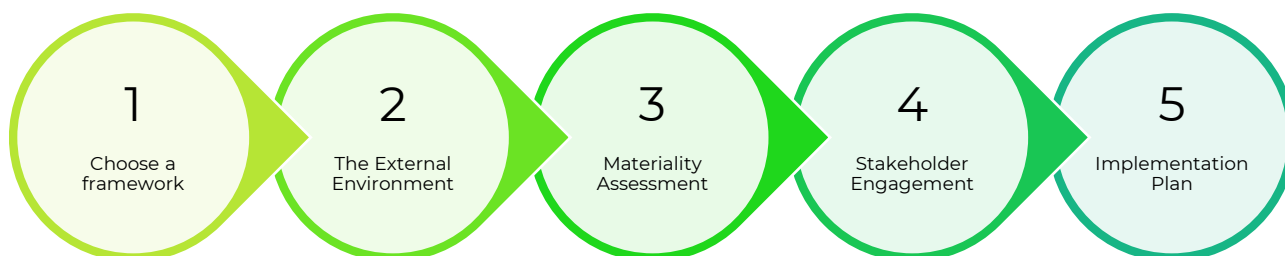 1
Choose a
framework
2
The External
Environment
3
Materiality
Assessment
4
Stakeholder
Engagement
5
Implementation
Plan